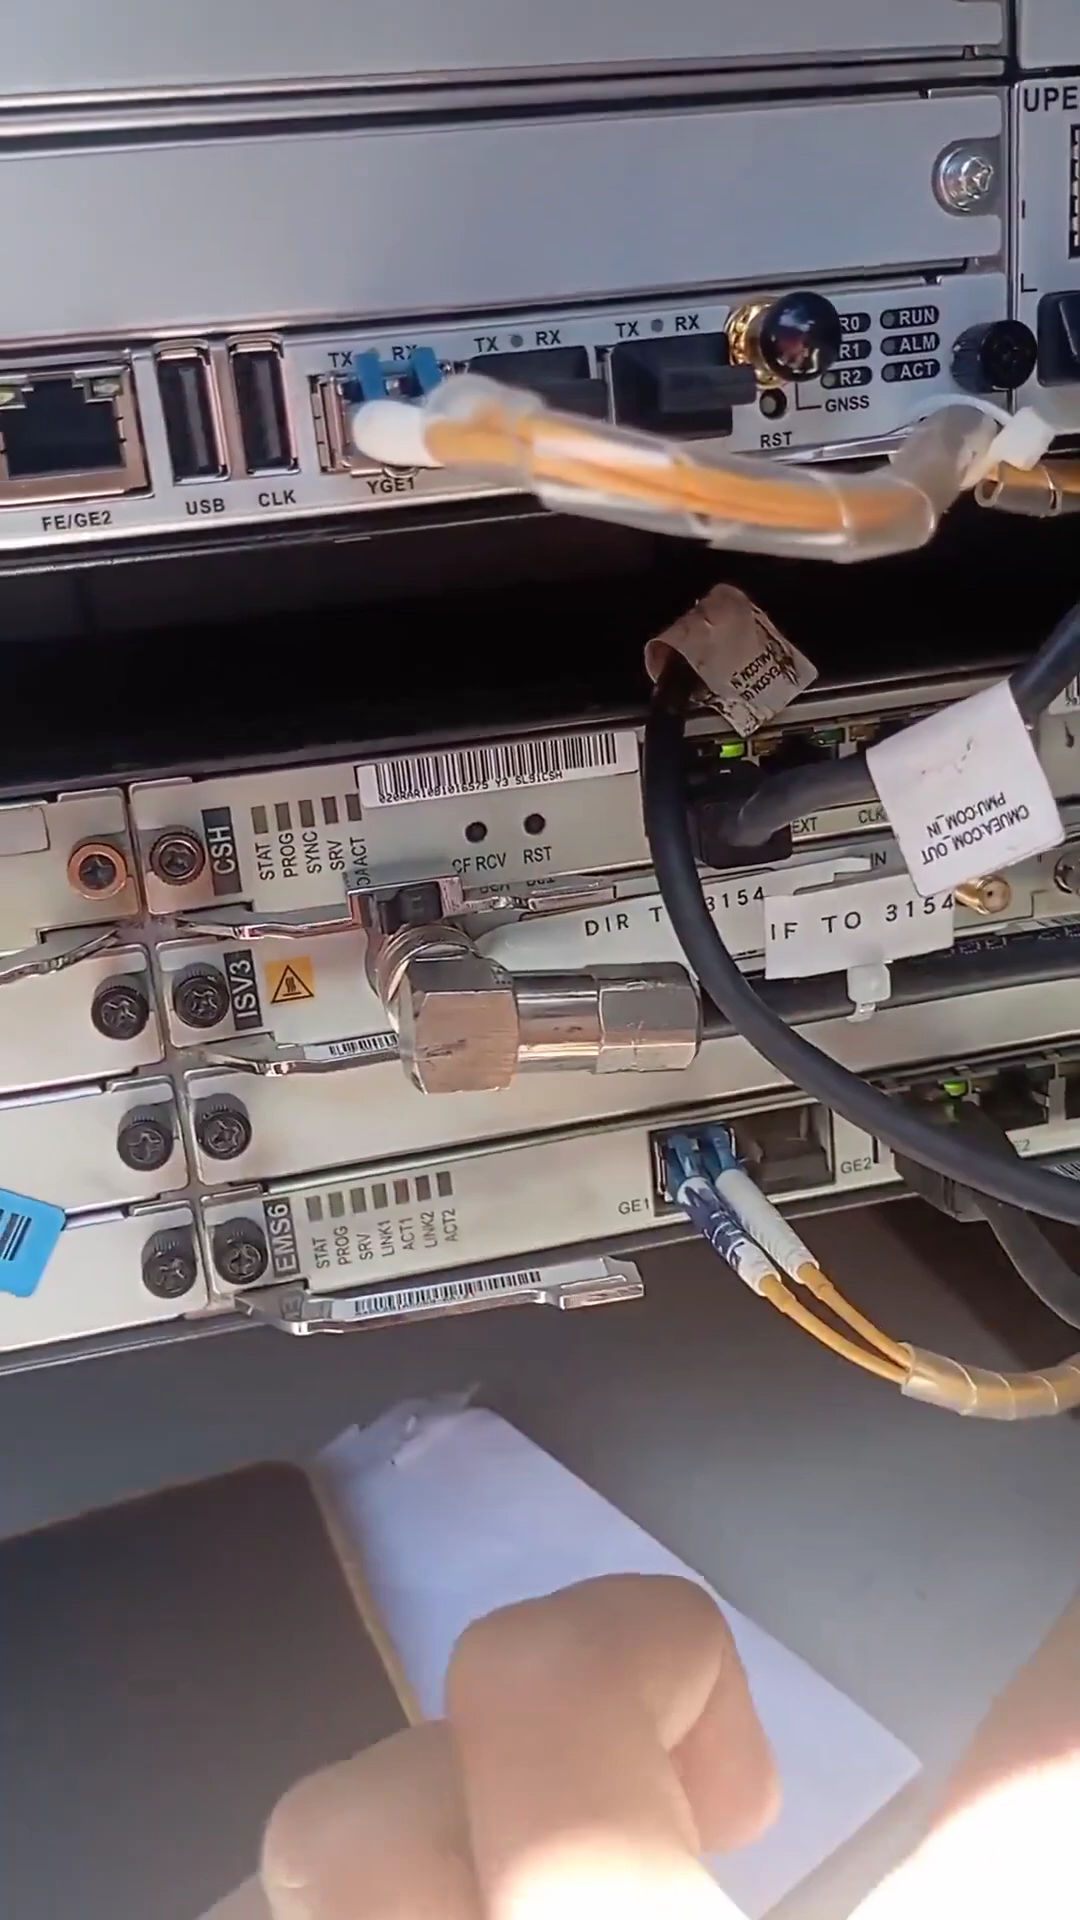 UPE
TX RX
TX RX
TX RX
R0 RUN
R1 ALM
R2 ACT
GNSS
RST
FE/GE2
USB
CLK
YGE1
CSH
STAT
PROG
SYNC
SRV
CF RCV
RST
EXT
CLK
IN
CMUEA:COM_OUT
PMU:COM_IN
DIR T 3154
IF TO 3154
ISV3
EMS6
STAT
PROG
SRV
LINK1
ACT1
LINK2
ACT2
GE1
GE2